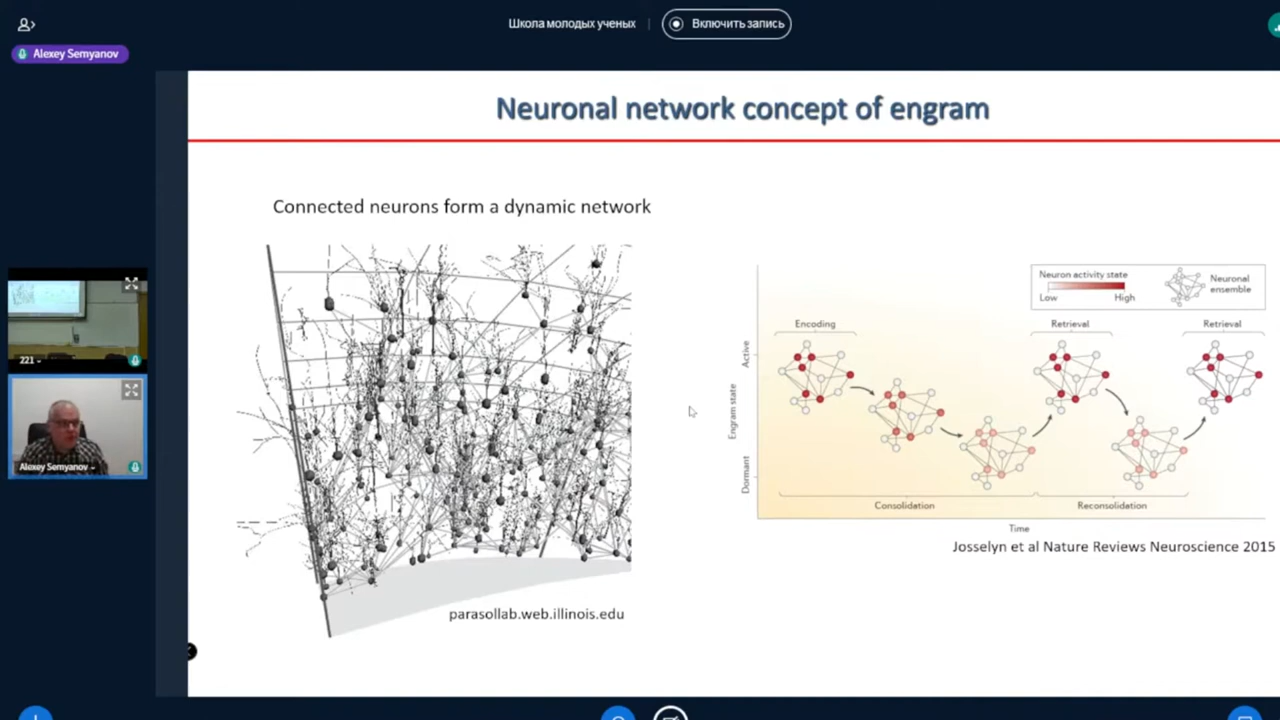 Школа молодых ученых
Включить запись
Alexey Semyanov
Neuronal network concept of engram
Connected neurons form a dynamic network
Neuron activity state
Low
High
Neuronal
ensemble
Encoding
Retrieval
Retrieval
Active
Engram state
Dormant
Consolidation
Reconsolidation
Time
Josselyn et al Nature Reviews Neuroscience 2015
parasollab.web.illinois.edu
221
Alexey Semyanov